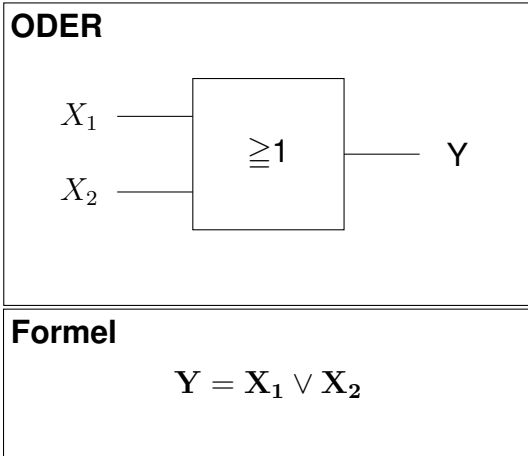 ODER
X₁
≧1
Y
X₂
Formel
Y = X₁ ∨ X₂